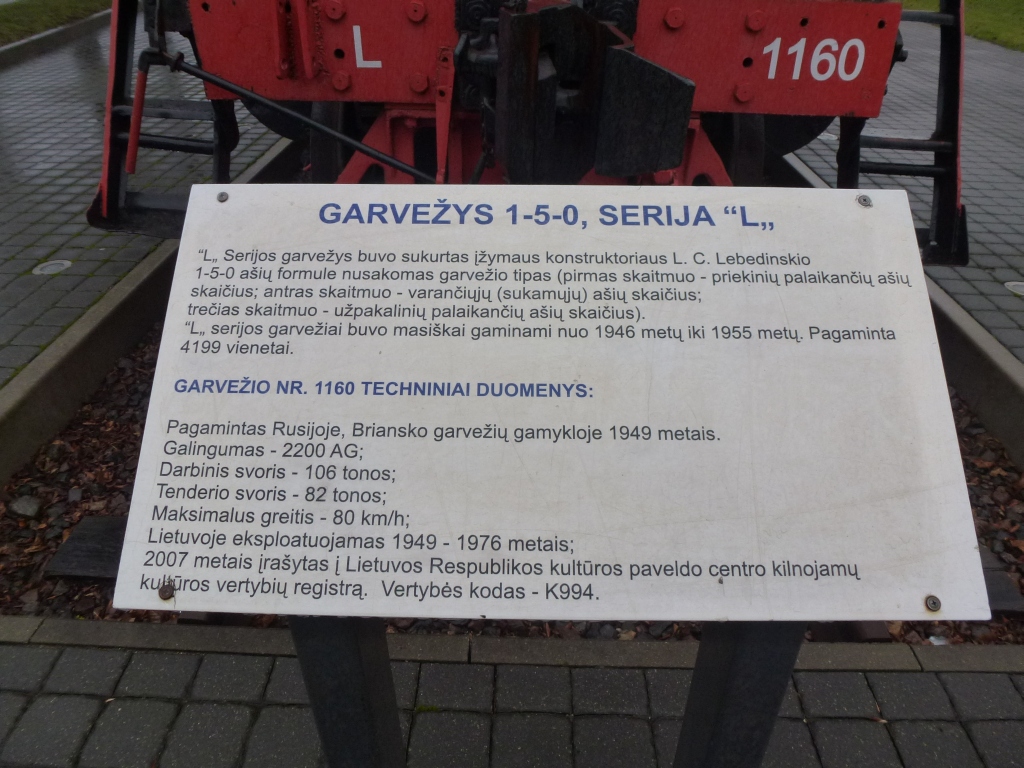 L
1160
GARVEŽYS 1-5-0, SERIJA “L„
“L„ Serijos garvežys buvo sukurtas įžymaus konstruktoriaus L. C. Lebedinskio
1-5-0 ašių formule nusakomas garvežio tipas (pirmas skaitmuo - priekinių palaikančių ašių
skaičius; antras skaitmuo - varančiųjų (sukamųjų) ašių skaičius;
trečias skaitmuo - užpakalinių palaikančių ašių skaičius).
“L„ serijos garvežiai buvo masiškai gaminami nuo 1946 metų iki 1955 metų. Pagaminta
4199 vienetai.
GARVEŽIO NR. 1160 TECHNINIAI DUOMENYS:
Pagamintas Rusijoje, Briansko garvežių gamykloje 1949 metais.
Galingumas - 2200 AG;
Darbinis svoris - 106 tonos;
Tenderio svoris - 82 tonos;
Maksimalus greitis - 80 km/h;
Lietuvoje eksploatuojamas 1949 - 1976 metais;
2007 metais įrašytas į Lietuvos Respublikos kultūros paveldo centro kilnojamų
kultūros vertybių registrą. Vertybės kodas - K994.